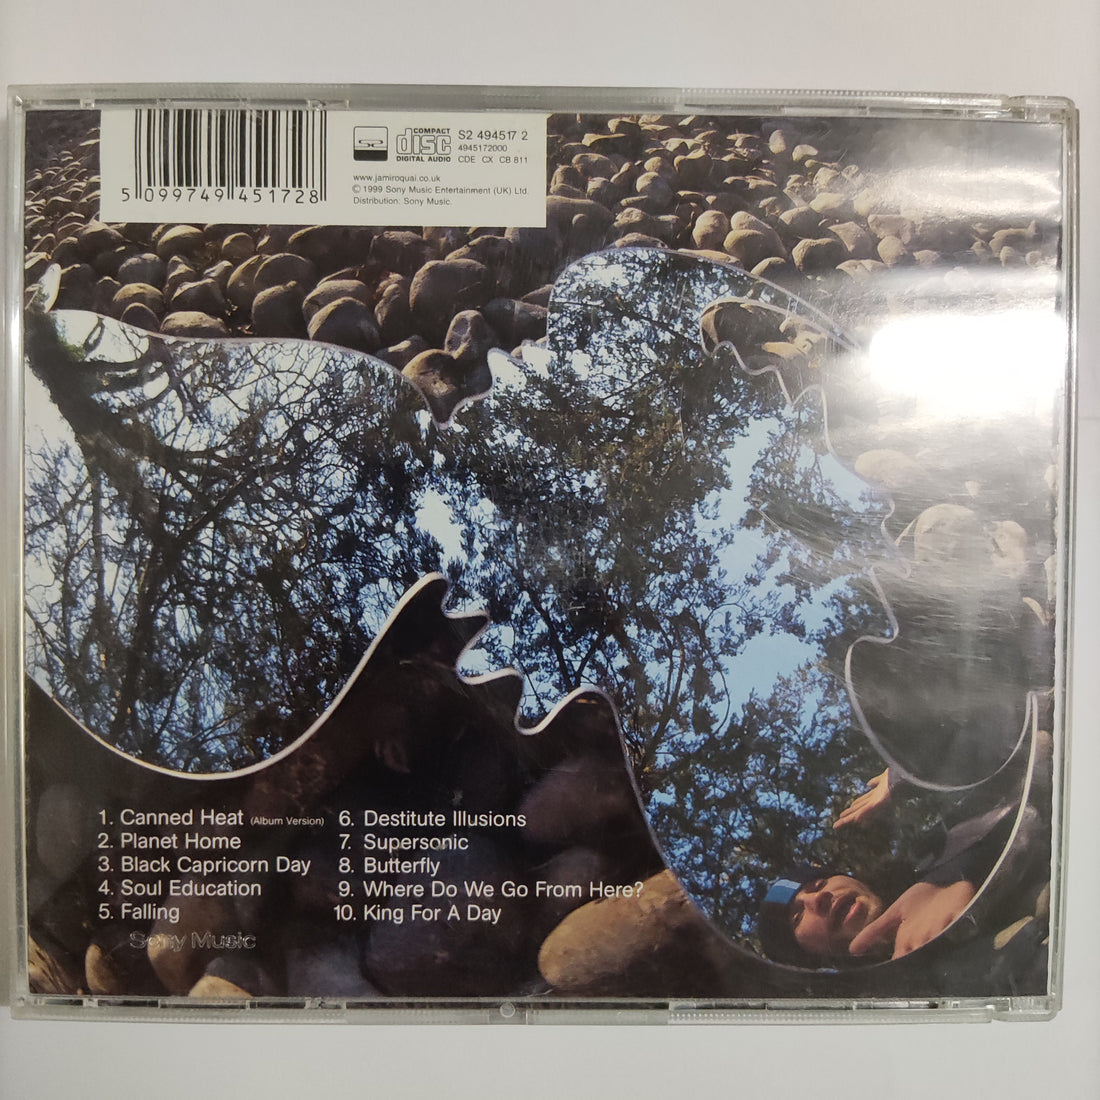 5 099749 451728
COMPACT
disc
DIGITAL AUDIO
S2 494517 2
4945172000
CDE CX CB 811
www.jamiroquai.co.uk
© 1999 Sony Music Entertainment (UK) Ltd.
Distribution: Sony Music.
1. Canned Heat (Album Version)
2. Planet Home
3. Black Capricorn Day
4. Soul Education
5. Falling
6. Destitute Illusions
7. Supersonic
8. Butterfly
9. Where Do We Go From Here?
10. King For A Day
Sony Music